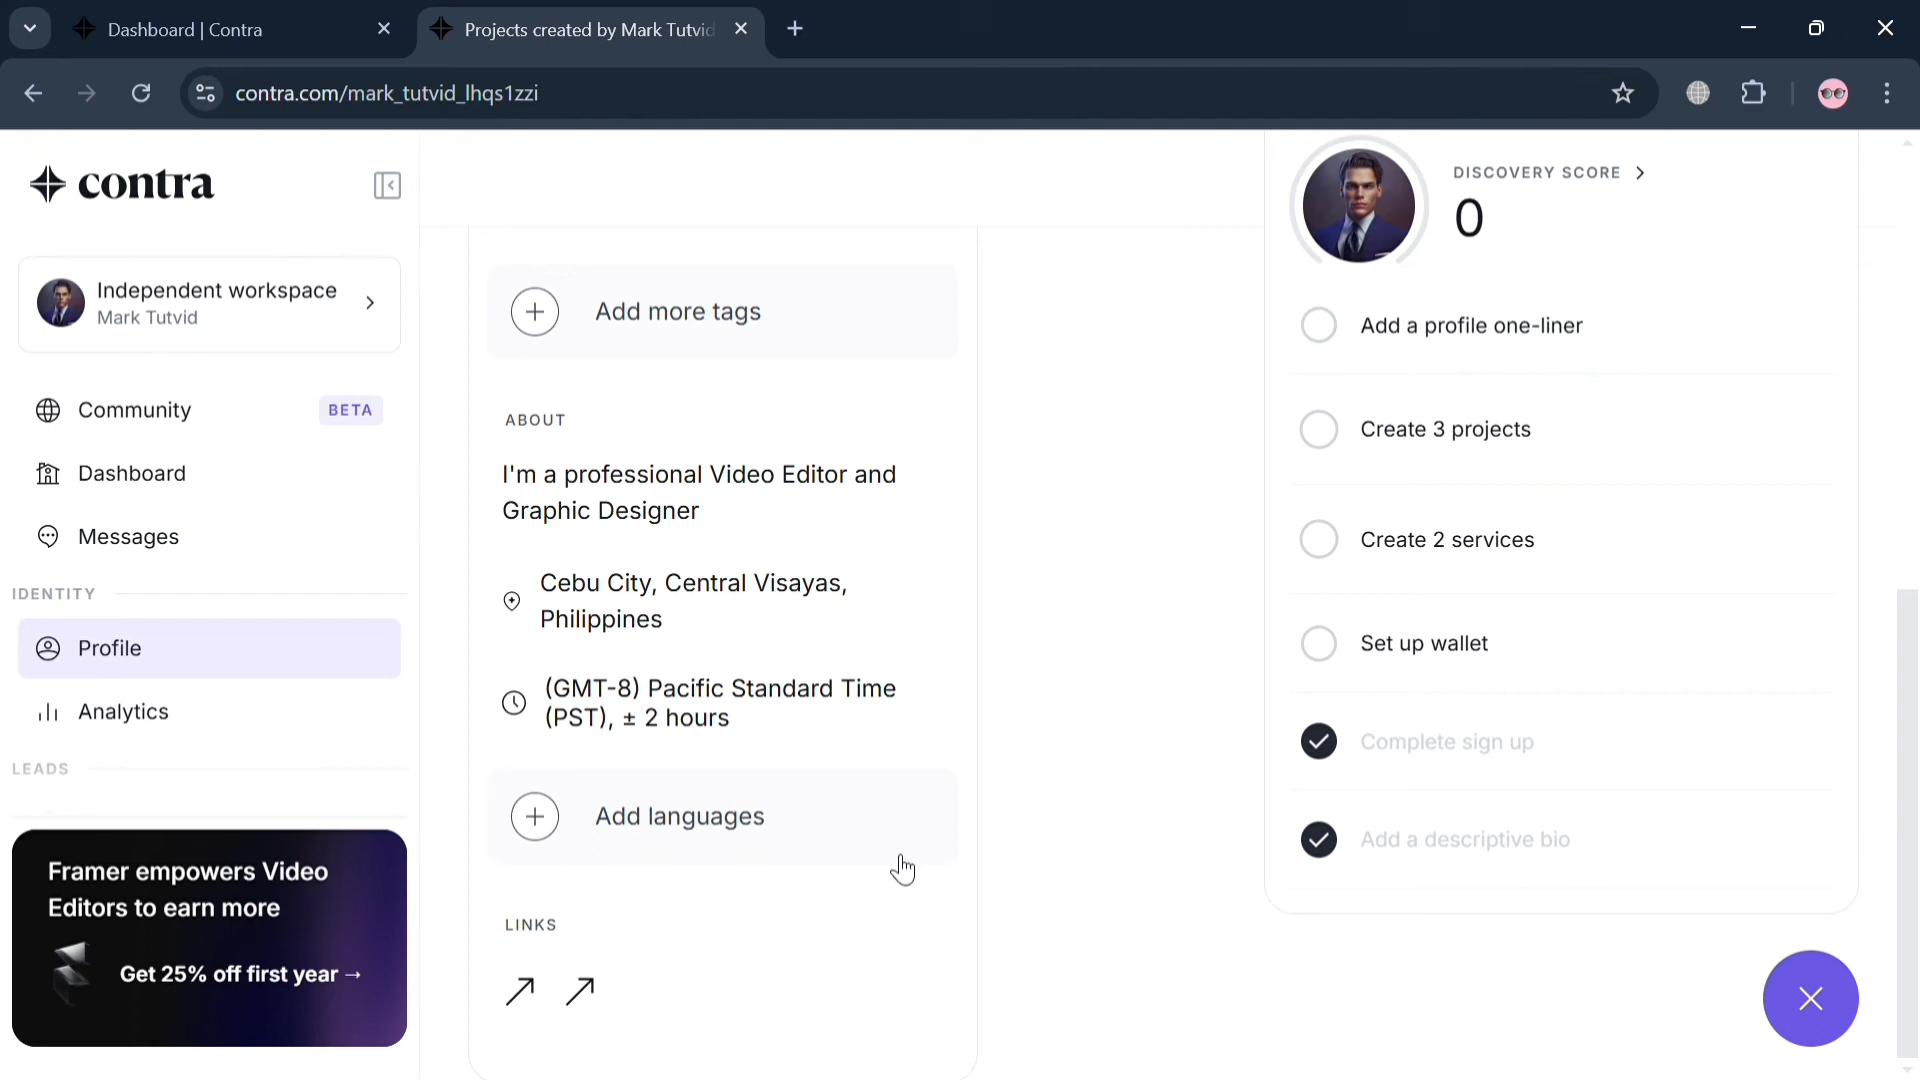 Dashboard | Contra
Projects created by Mark Tutvid
contra.com/mark_tutvid_lhqs1zzi
contra
Independent workspace
Mark Tutvid
Community
BETA
Dashboard
Messages
IDENTITY
Profile
Analytics
LEADS
Framer empowers Video
Editors to earn more
Get 25% off first year →
Add more tags
ABOUT
I'm a professional Video Editor and
Graphic Designer
Cebu City, Central Visayas,
Philippines
(GMT-8) Pacific Standard Time
(PST), ± 2 hours
Add languages
LINKS
DISCOVERY SCORE
0
Add a profile one-liner
Create 3 projects
Create 2 services
Set up wallet
Complete sign up
Add a descriptive bio